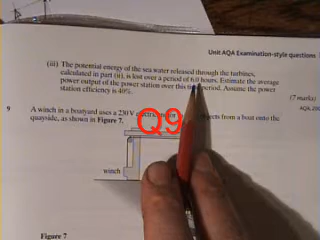 Unit AQA Examination-style questions
(iii) The potential energy of the sea water released through the turbines,
calculated in part (ii), is lost over a period of 6.0 hours. Estimate the average
power output of the power station over this time period. Assume the power
station efficiency is 40%.
(7 marks)
AQA, 200
9 A winch in a boatyard uses a 230 V electric objects from a boat onto the
quayside, as shown in Figure 7.
Q9
winch
Figure 7